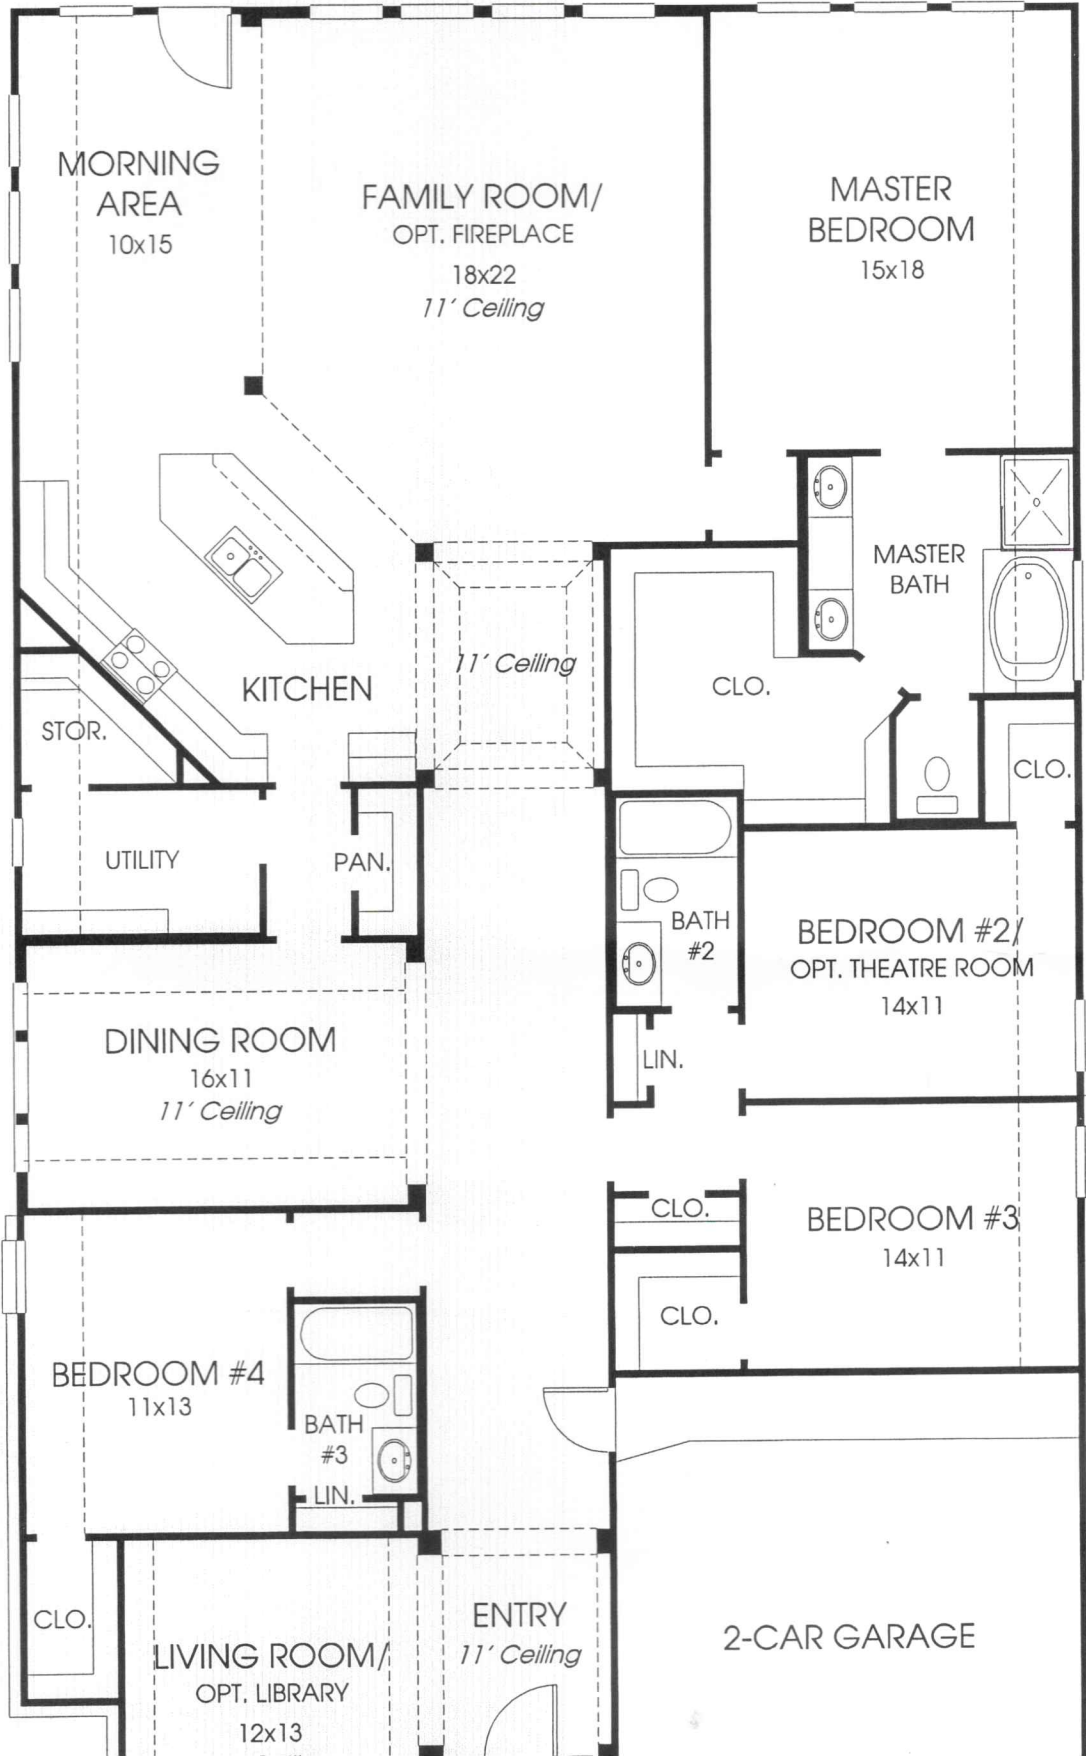 MORNING
AREA
10x15
FAMILY ROOM/
OPT. FIREPLACE
18x22
11' Ceiling
MASTER
BEDROOM
15x18
MASTER
BATH
11' Ceiling
KITCHEN
CLO.
STOR.
CLO.
UTILITY
PAN.
BATH
#2
BEDROOM #2/
OPT. THEATRE ROOM
14x11
DINING ROOM
16x11
11' Ceiling
LIN.
CLO.
BEDROOM #3
14x11
CLO.
BEDROOM #4
11x13
BATH
#3
LIN.
CLO.
ENTRY
11' Ceiling
2-CAR GARAGE
LIVING ROOM/
OPT. LIBRARY
12x13